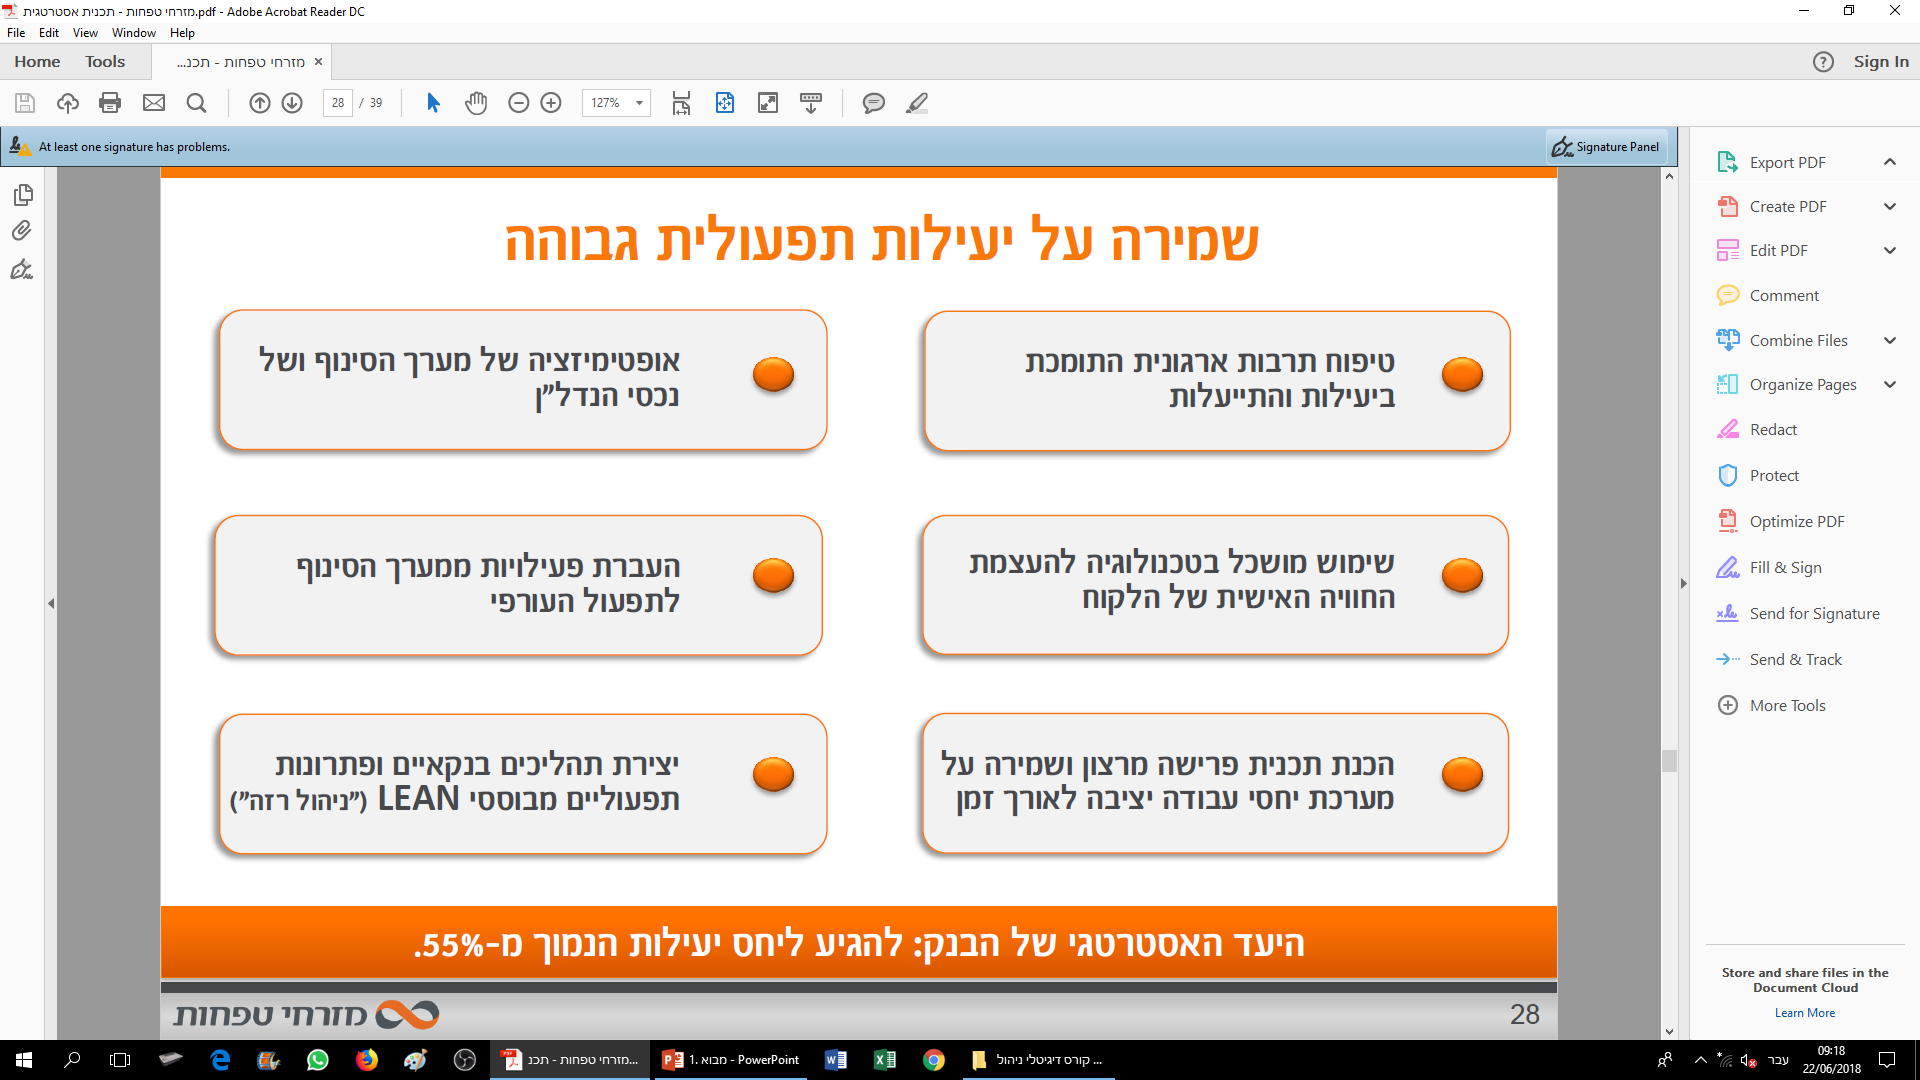 מזרחי טפחות - תכנית אסטרטגית.pdf - Adobe Acrobat Reader DC
File Edit View Window Help
Home Tools מזרחי טפחות - תכנ...
Sign In
28 / 39 127%
At least one signature has problems.
Signature Panel
שמירה על יעילות תפעולית גבוהה
טיפוח תרבות ארגונית התומכת
ביעילות והתייעלות
אופטימיזציה של מערך הסינוף ושל
נכסי הנדל"ן
שימוש מושכל בטכנולוגיה להעצמת
החוויה האישית של הלקוח
העברת פעילויות ממערך הסינוף
לתפעול העורפי
הכנת תכנית פרישה מרצון ושמירה על
מערכת יחסי עבודה יציבה לאורך זמן
יצירת תהליכים בנקאיים ופתרונות
תפעוליים מבוססי LEAN ("ניהול רזה")
היעד האסטרטגי של הבנק: להגיע ליחס יעילות הנמוך מ-55%.
מזרחי טפחות
28
Export PDF
Create PDF
Edit PDF
Comment
Combine Files
Organize Pages
Redact
Protect
Optimize PDF
Fill & Sign
Send for Signature
Send & Track
More Tools
Store and share files in the
Document Cloud
Learn More
מזרחי טפחות - תכנ...
1. מבוא - PowerPoint
קורס דיגיטלי ניהול ...
עבר
09:18
22/06/2018